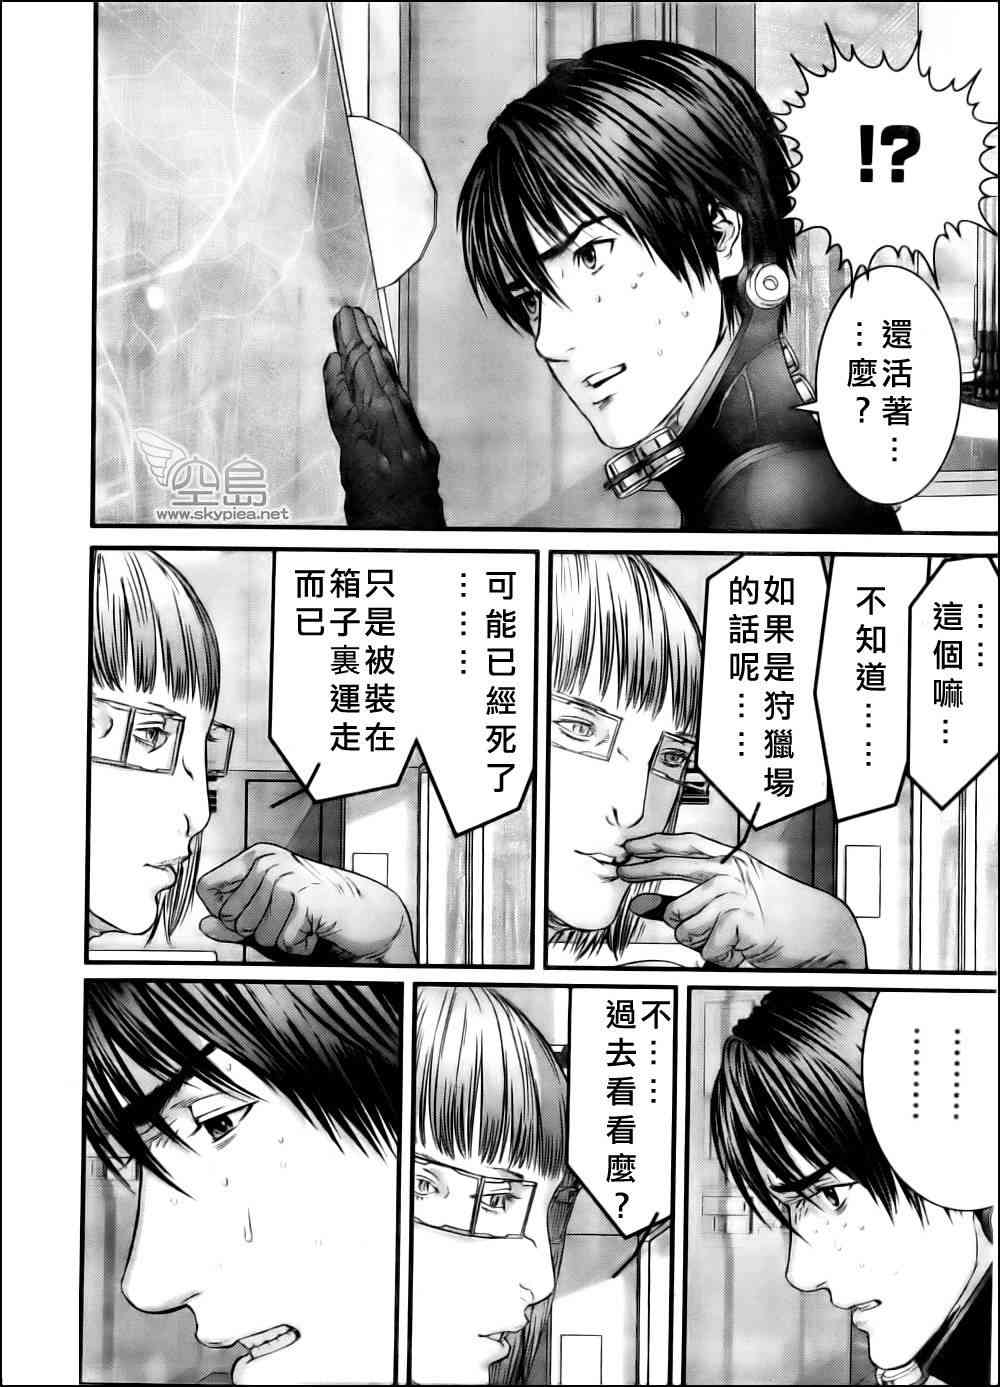 !?
還活著…
…麼?
……
這個嘛…
不知道……
如果是狩獵場
的話呢……
可能已經死了
………
只是被裝在
箱子裏運走
而已
………
………
不……
過去看看麼?
空島
www.skypiea.net